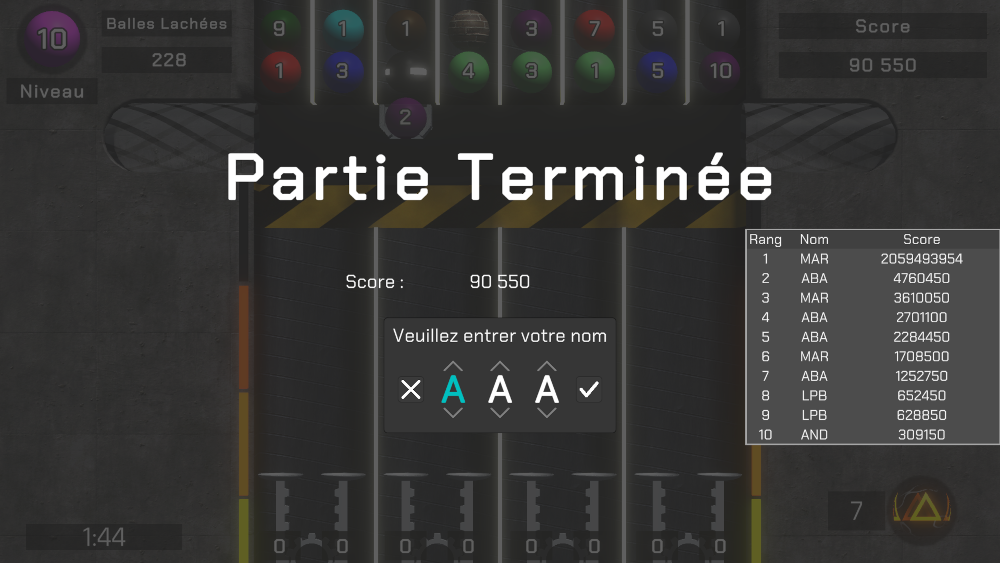 10
Niveau
Balles Lachées
228
9 1 1 3 7 5 1
1 3 4 3 1 5 10
2
Score
90 550
Partie Terminée
Score : 90 550
Veuillez entrer votre nom
A A A
Rang Nom Score
1 MAR 2059493954
2 ABA 4760450
3 MAR 3610050
4 ABA 2701100
5 ABA 2284450
6 MAR 1708500
7 ABA 1252750
8 LPB 652450
9 LPB 628850
10 AND 309150
1:44
0 0 0 0 0 0 0 0
7